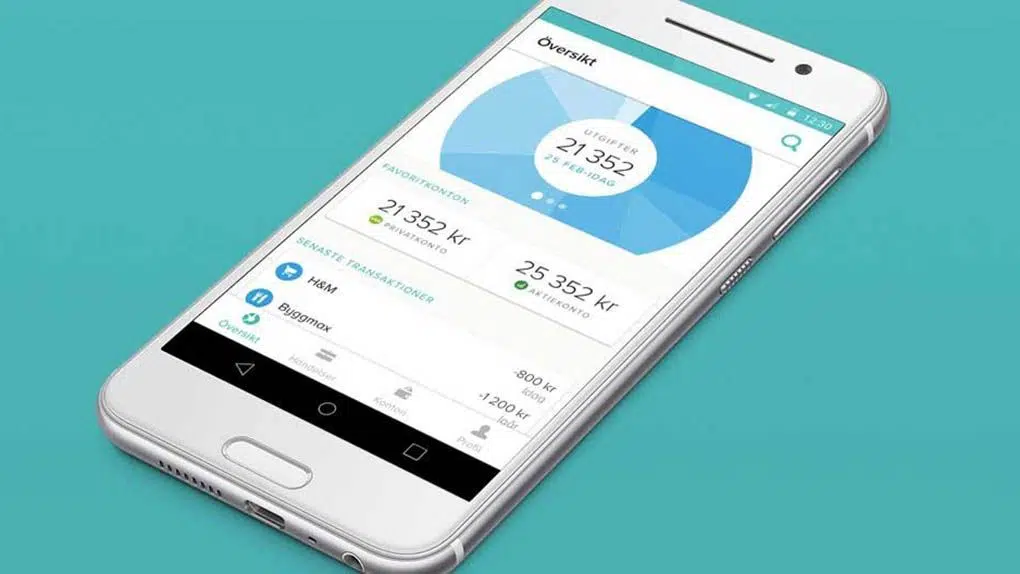 12:30
Översikt
UTGIFTER
21 352
25 FEB-IDAG
FAVORITKONTON
21 352 kr
PRIVATKONTO
25 352 kr
AKTIEKONTO
SENASTE TRANSAKTIONER
H&M
-800 kr
idag
Byggmax
-1 200 kr
igår
Översikt
Händelser
Konton
Profil